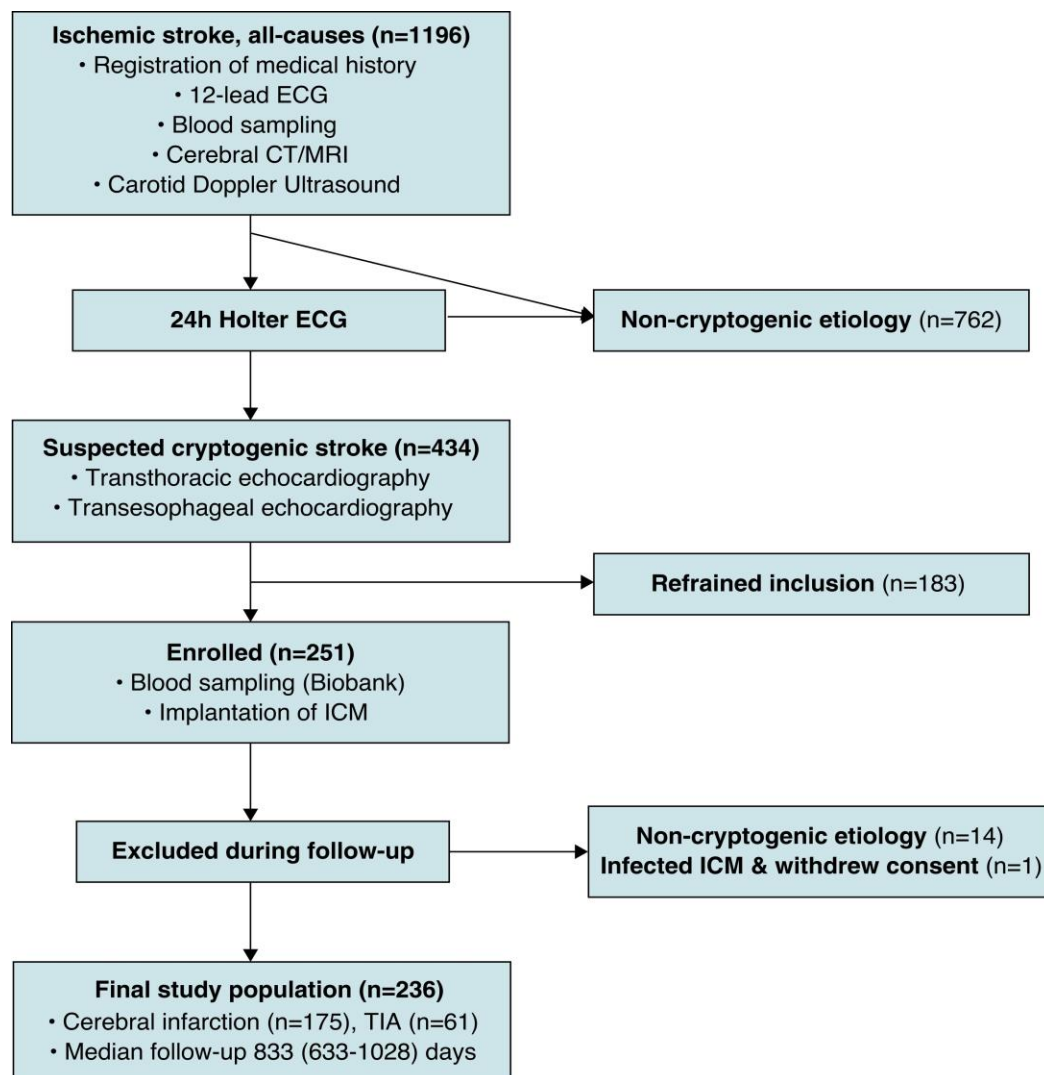 Ischemic stroke, all-causes (n=1196)
• Registration of medical history
• 12-lead ECG
• Blood sampling
• Cerebral CT/MRI
• Carotid Doppler Ultrasound
24h Holter ECG
Non-cryptogenic etiology (n=762)
Suspected cryptogenic stroke (n=434)
• Transthoracic echocardiography
• Transesophageal echocardiography
Refrained inclusion (n=183)
Enrolled (n=251)
• Blood sampling (Biobank)
• Implantation of ICM
Excluded during follow-up
Non-cryptogenic etiology (n=14)
Infected ICM & withdrew consent (n=1)
Final study population (n=236)
• Cerebral infarction (n=175), TIA (n=61)
• Median follow-up 833 (633-1028) days